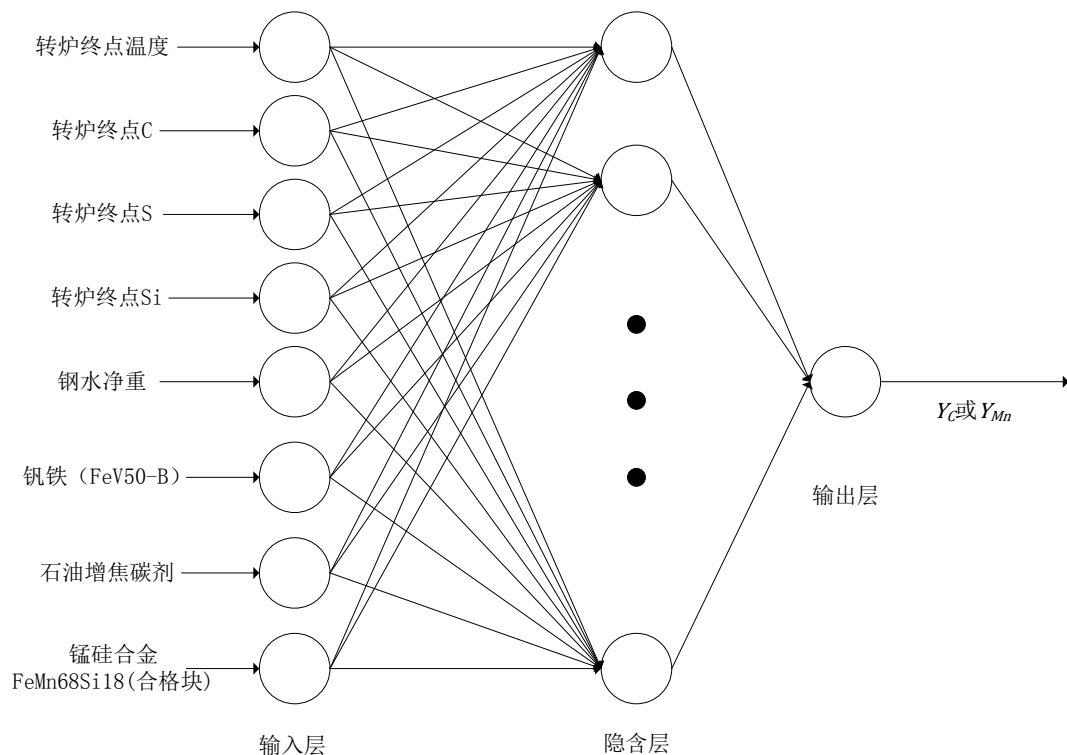 转炉终点温度
转炉终点C
转炉终点S
转炉终点Si
钢水净重
钒铁（FeV50-B）
石油增焦碳剂
锰硅合金
FeMn68Si18(合格块)
输入层
隐含层
输出层
Y_C或Y_Mn